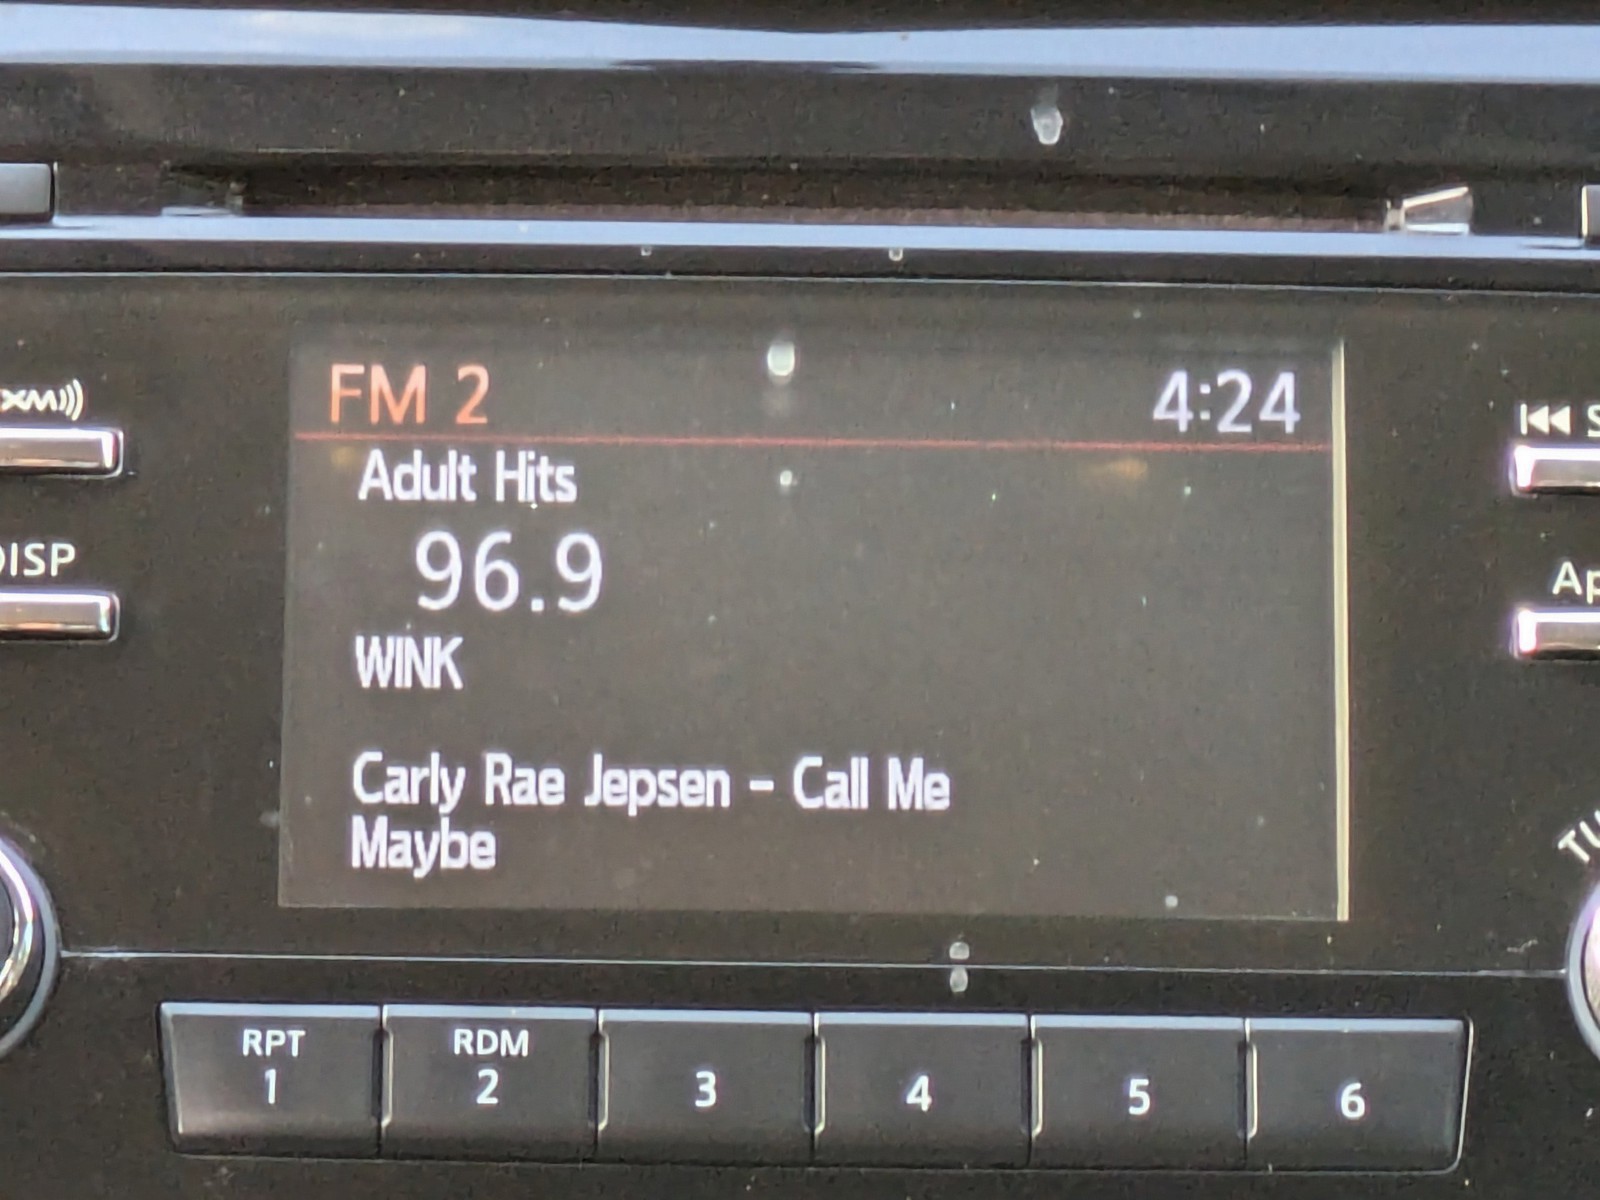 XM
FM 2 4:24
Adult Hits
96.9
DISP
WINK
Carly Rae Jepsen - Call Me
Maybe
RPT RDM
1 2 3 4 5 6